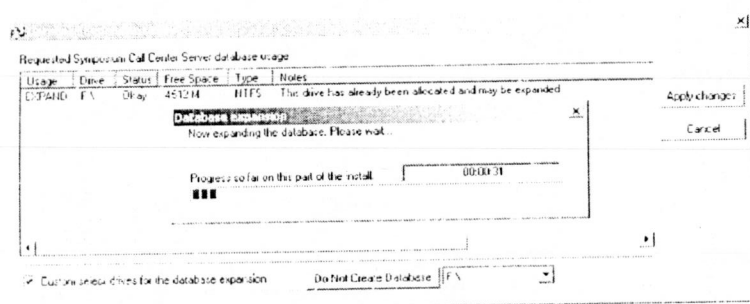 Requested Symposium Call Center Server database usage
Usage Drive Status Free Space Type Notes
EXPAND F:\ Okay 4512 M NTFS This drive has already been allocated and may be expanded
Apply changes
Database expansion
Now expanding the database. Please wait...
Cancel
Progress so far on this part of the install 00:00:31
Custom select drives for the database expansion Do Not Create Database F:\